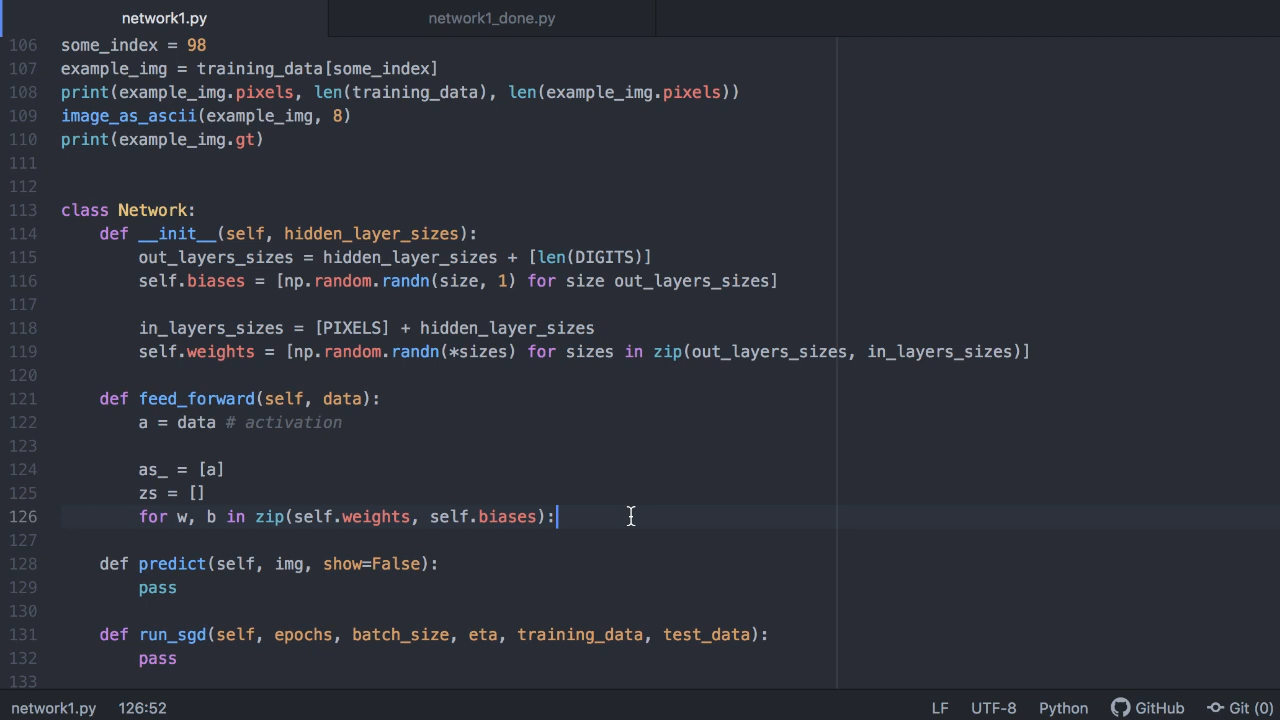 network1.py network1_done.py
106 some_index = 98
107 example_img = training_data[some_index]
108 print(example_img.pixels, len(training_data), len(example_img.pixels))
109 image_as_ascii(example_img, 8)
110 print(example_img.gt)
111
112
113 class Network:
114     def __init__(self, hidden_layer_sizes):
115         out_layers_sizes = hidden_layer_sizes + [len(DIGITS)]
116         self.biases = [np.random.randn(size, 1) for size out_layers_sizes]
117
118         in_layers_sizes = [PIXELS] + hidden_layer_sizes
119         self.weights = [np.random.randn(*sizes) for sizes in zip(out_layers_sizes, in_layers_sizes)]
120
121     def feed_forward(self, data):
122         a = data # activation
123
124         as_ = [a]
125         zs = []
126         for w, b in zip(self.weights, self.biases):
127
128     def predict(self, img, show=False):
129         pass
130
131     def run_sgd(self, epochs, batch_size, eta, training_data, test_data):
132         pass
133
network1.py 126:52 LF UTF-8 Python GitHub Git (0)